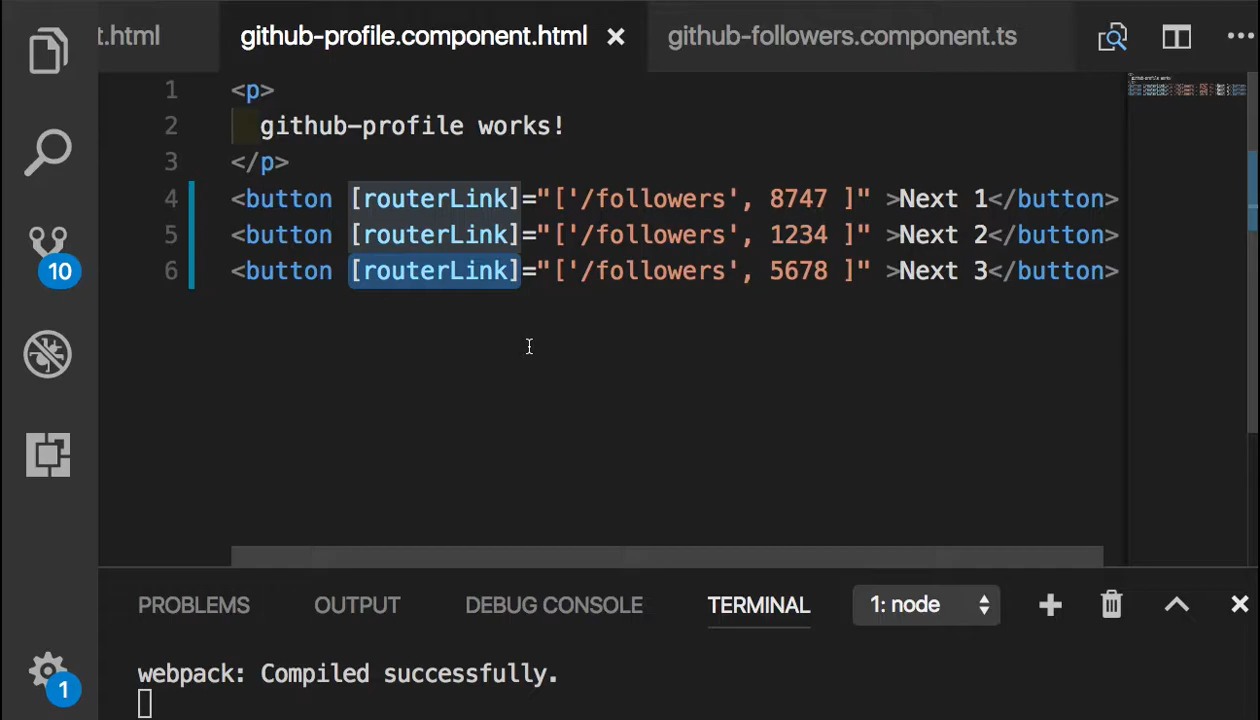 t.html github-profile.component.html github-followers.component.ts
1 <p>
2 github-profile works!
3 </p>
4 <button [routerLink]="['/followers', 8747 ]" >Next 1</button>
5 <button [routerLink]="['/followers', 1234 ]" >Next 2</button>
6 <button [routerLink]="['/followers', 5678 ]" >Next 3</button>
10
PROBLEMS OUTPUT DEBUG CONSOLE TERMINAL 1: node
webpack: Compiled successfully.
1